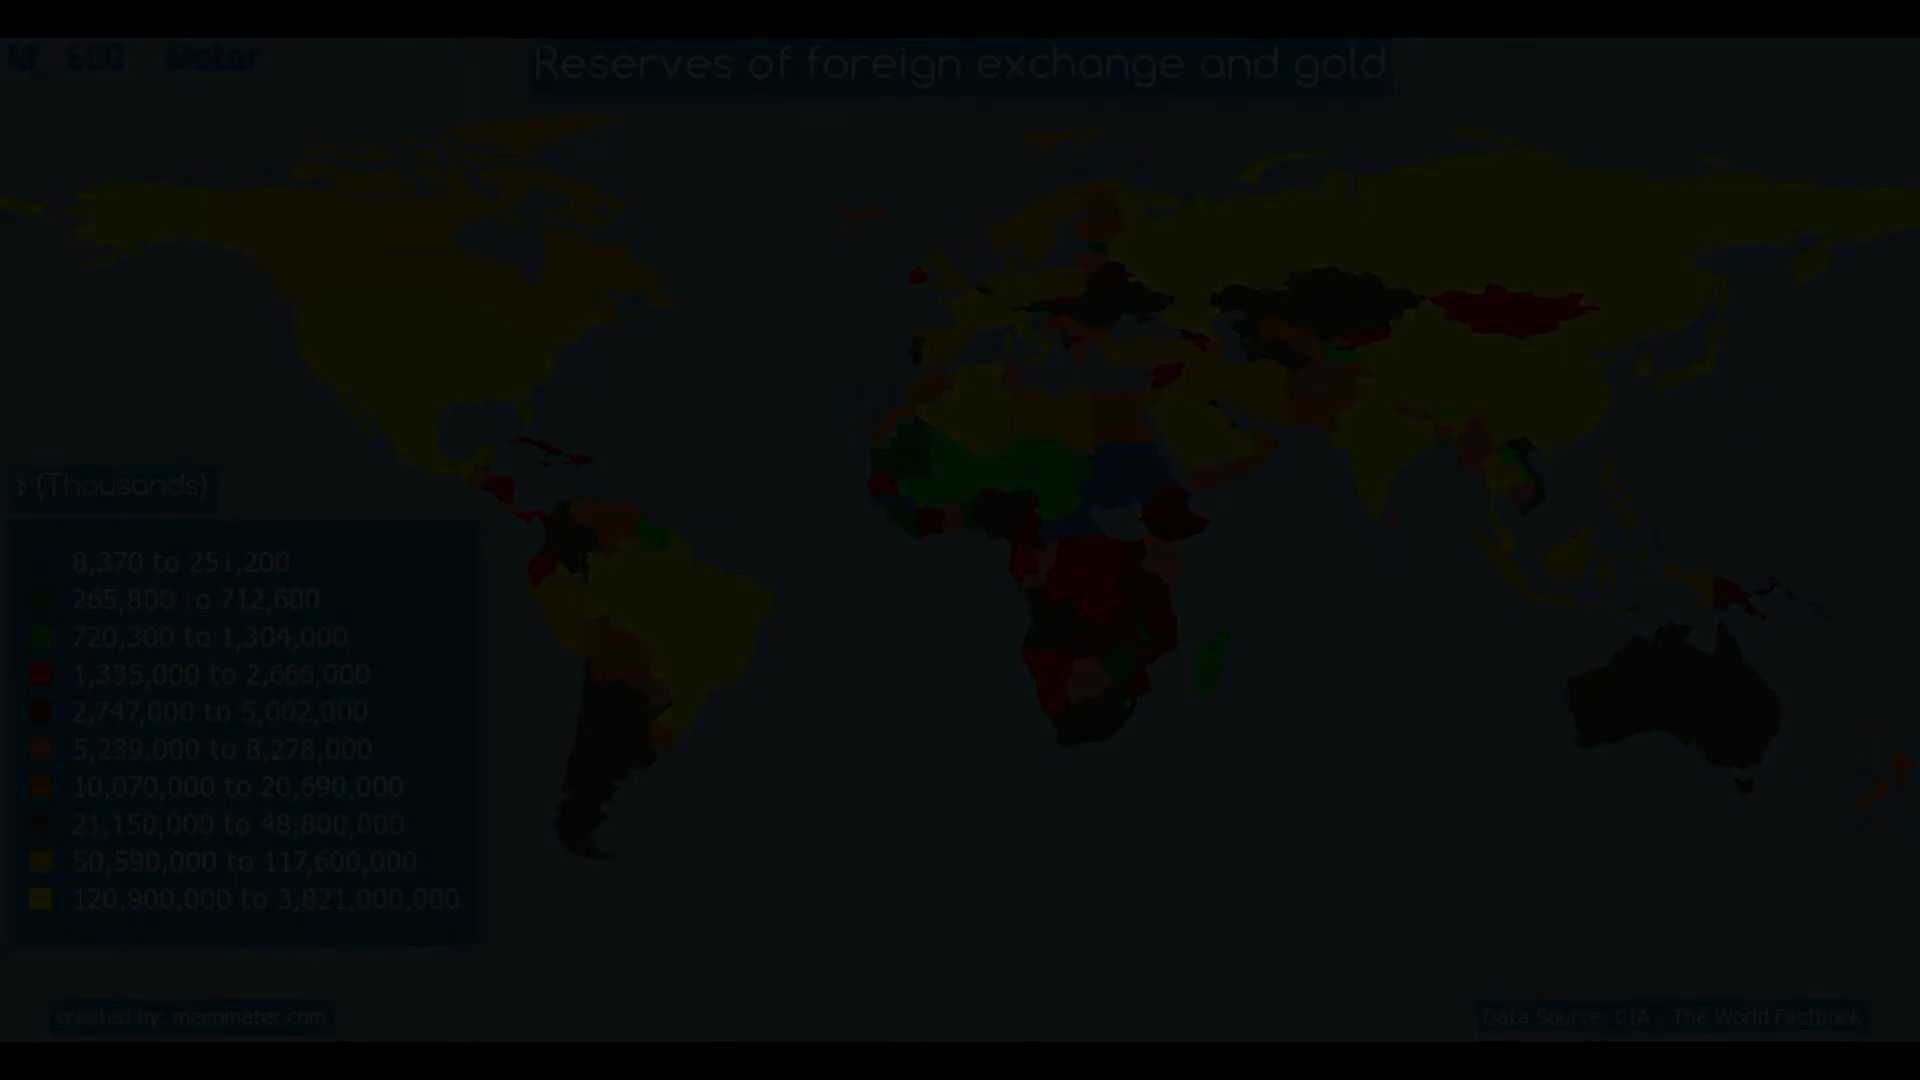 M ECO Meter
Reserves of foreign exchange and gold
$ (Thousands)
8,370 to 251,200
265,800 to 712,600
720,300 to 1,304,000
1,335,000 to 2,666,000
2,747,000 to 5,002,000
5,239,000 to 8,278,000
10,070,000 to 20,690,000
21,150,000 to 48,800,000
50,590,000 to 117,600,000
120,900,000 to 3,821,000,000
created by: mecometer.com
Data Source: CIA - The World Factbook